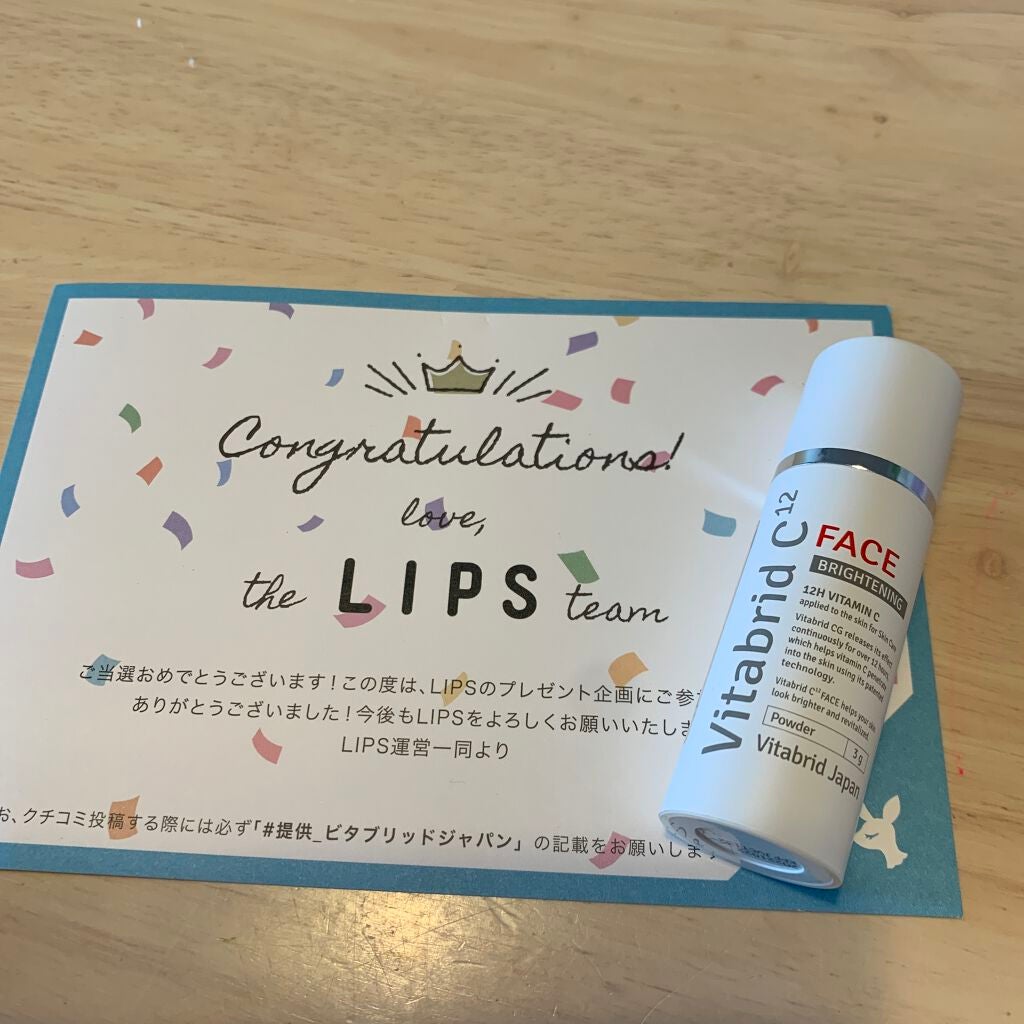 Congratulations!
love,
the LIPS team
ご当選おめでとうございます！この度は、LIPSのプレゼント企画にご参
ありがとうございました！今後もLIPSをよろしくお願いいたしま
LIPS運営一同より
お、クチコミ投稿する際には必ず「#提供_ビタブリッドジャパン」の記載をお願いします
Vitabrid C12
FACE
BRIGHTENING
12H VITAMIN C
applied to the skin for Skin Care
Vitabrid CG releases its effect
continuously for over 12 hours,
which helps vitamin C penetrate
into the skin using its patented
technology.
Vitabrid C12 FACE helps your skin
look brighter and revitalized.
Powder
3g
Vitabrid Japan